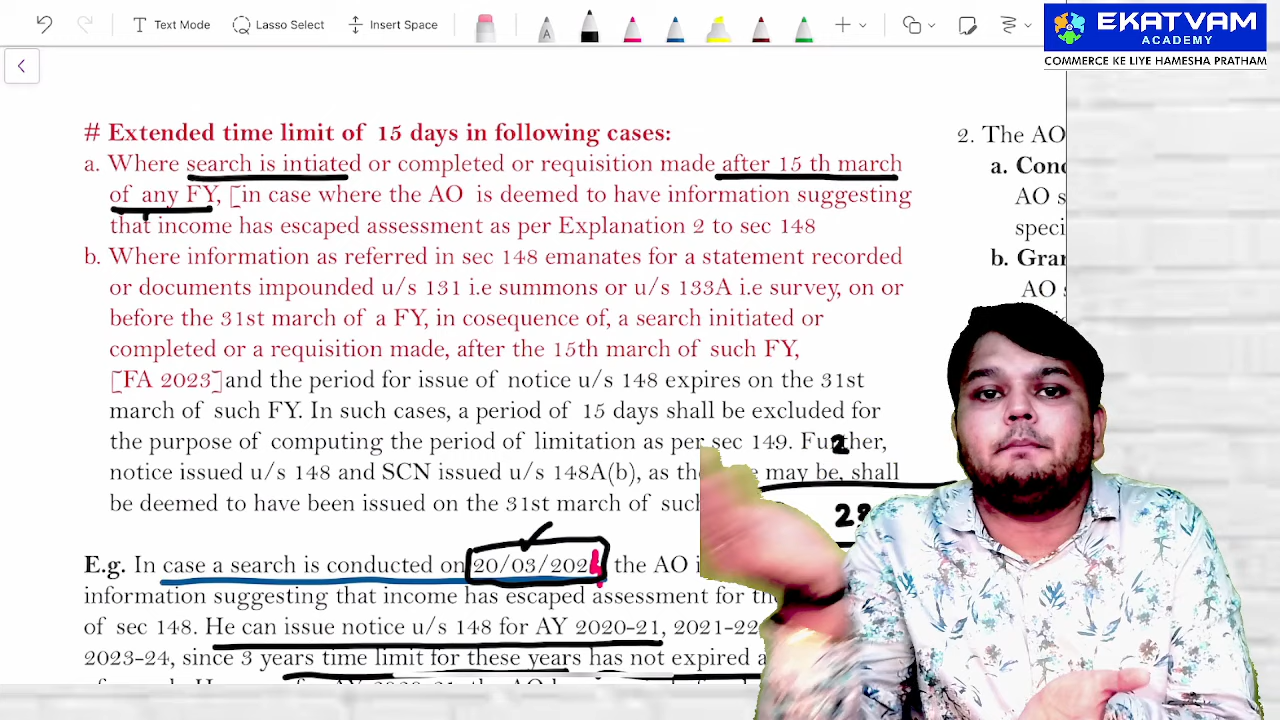 Text Mode
Lasso Select
Insert Space
A
EKATVAM
ACADEMY
COMMERCE KE LIYE HAMESHA PRATHAM
# Extended time limit of 15 days in following cases:
a. Where search is intiated or completed or requisition made after 15 th march
of any FY, [in case where the AO is deemed to have information suggesting
that income has escaped assessment as per Explanation 2 to sec 148
b. Where information as referred in sec 148 emanates for a statement recorded
or documents impounded u/s 131 i.e summons or u/s 133A i.e survey, on or
before the 31st march of a FY, in cosequence of, a search initiated or
completed or a requisition made, after the 15th march of such FY,
[FA 2023]and the period for issue of notice u/s 148 expires on the 31st
march of such FY. In such cases, a period of 15 days shall be excluded for
the purpose of computing the period of limitation as per sec 149. Further,
notice issued u/s 148 and SCN issued u/s 148A(b), as the may be, shall
be deemed to have been issued on the 31st march of such
2
E.g. In case a search is conducted on 20/03/2024 the AO
information suggesting that income has escaped assessment for
of sec 148. He can issue notice u/s 148 for AY 2020-21, 2021-22
2023-24, since 3 years time limit for these years has not expired
2. The AO
a.
AO
b.
AO